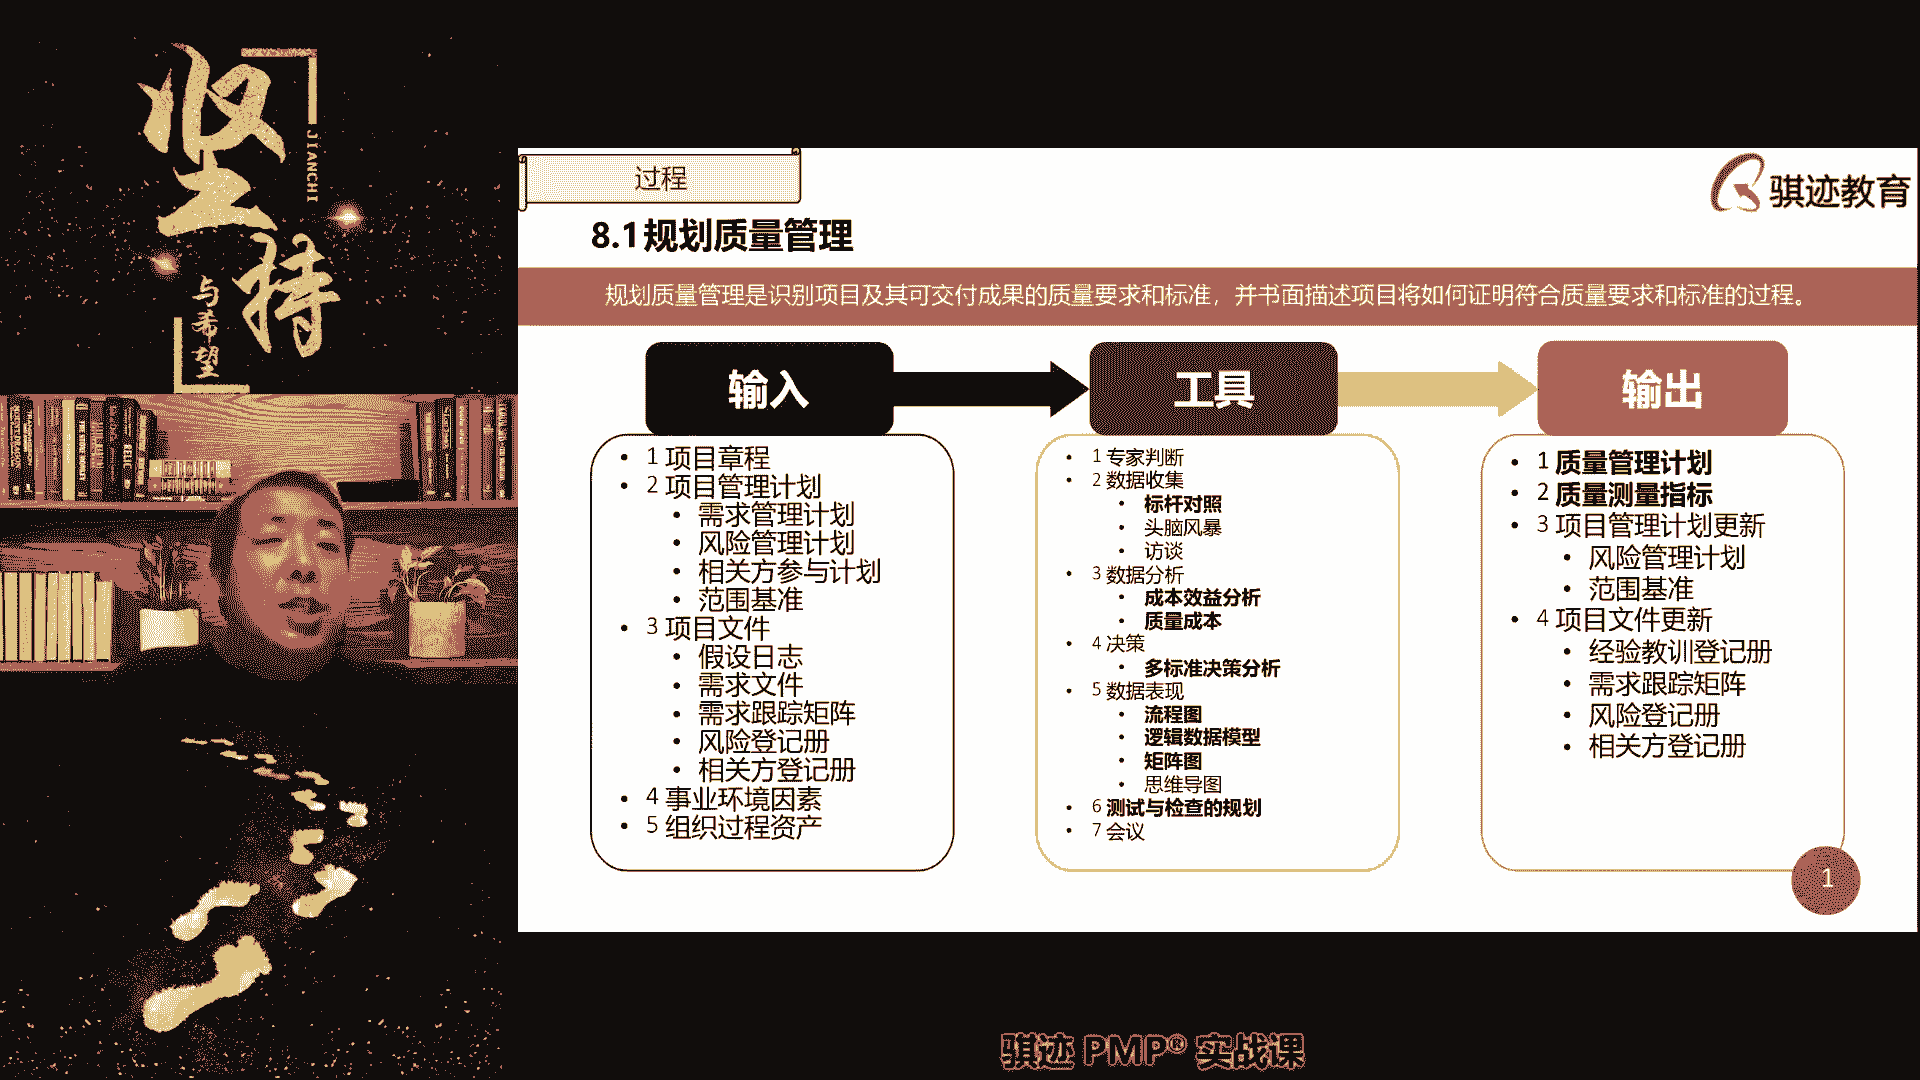 坚
持
JIANCHI
与
希
望
过程
骐迹教育
8.1规划质量管理
规划质量管理是识别项目及其可交付成果的质量要求和标准，并书面描述项目将如何证明符合质量要求和标准的过程。
输入
• 1 项目章程
• 2 项目管理计划
• 需求管理计划
• 风险管理计划
• 相关方参与计划
• 范围基准
• 3 项目文件
• 假设日志
• 需求文件
• 需求跟踪矩阵
• 风险登记册
• 相关方登记册
• 4 事业环境因素
• 5 组织过程资产
工具
• 1 专家判断
• 2 数据收集
• 标杆对照
• 头脑风暴
• 访谈
• 3 数据分析
• 成本效益分析
• 质量成本
• 4 决策
• 多标准决策分析
• 5 数据表现
• 流程图
• 逻辑数据模型
• 矩阵图
• 思维导图
• 6 测试与检查的规划
• 7 会议
输出
• 1 质量管理计划
• 2 质量测量指标
• 3 项目管理计划更新
• 风险管理计划
• 范围基准
• 4 项目文件更新
• 经验教训登记册
• 需求跟踪矩阵
• 风险登记册
• 相关方登记册
1
骐迹 PMP® 实战课